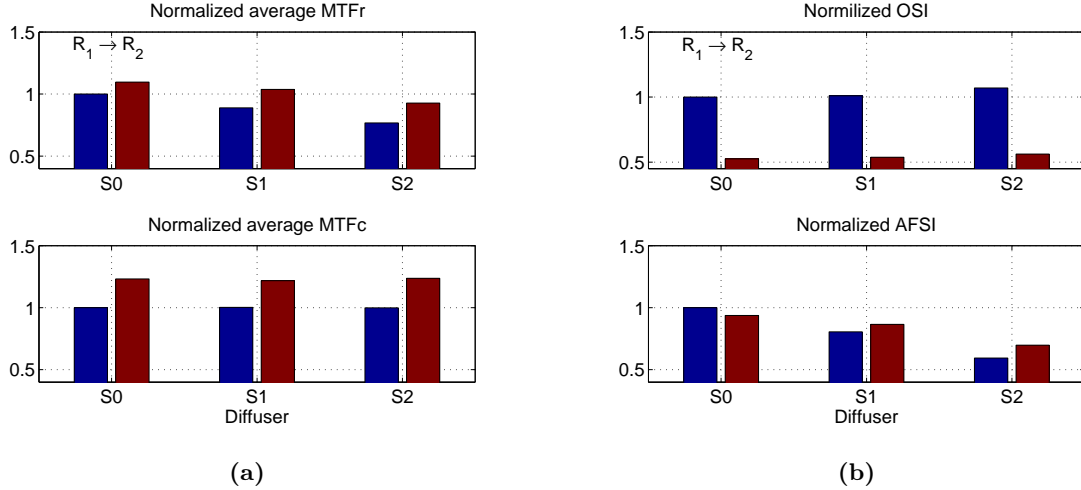 Normalized average MTFr
R1 → R2
1.5
1
0.5
S0 S1 S2
Normalized average MTFc
1.5
1
0.5
S0 S1 S2
Diffuser
(a)
Normilized OSI
R1 → R2
1.5
1
0.5
S0 S1 S2
Normalized AFSI
1.5
1
0.5
S0 S1 S2
Diffuser
(b)